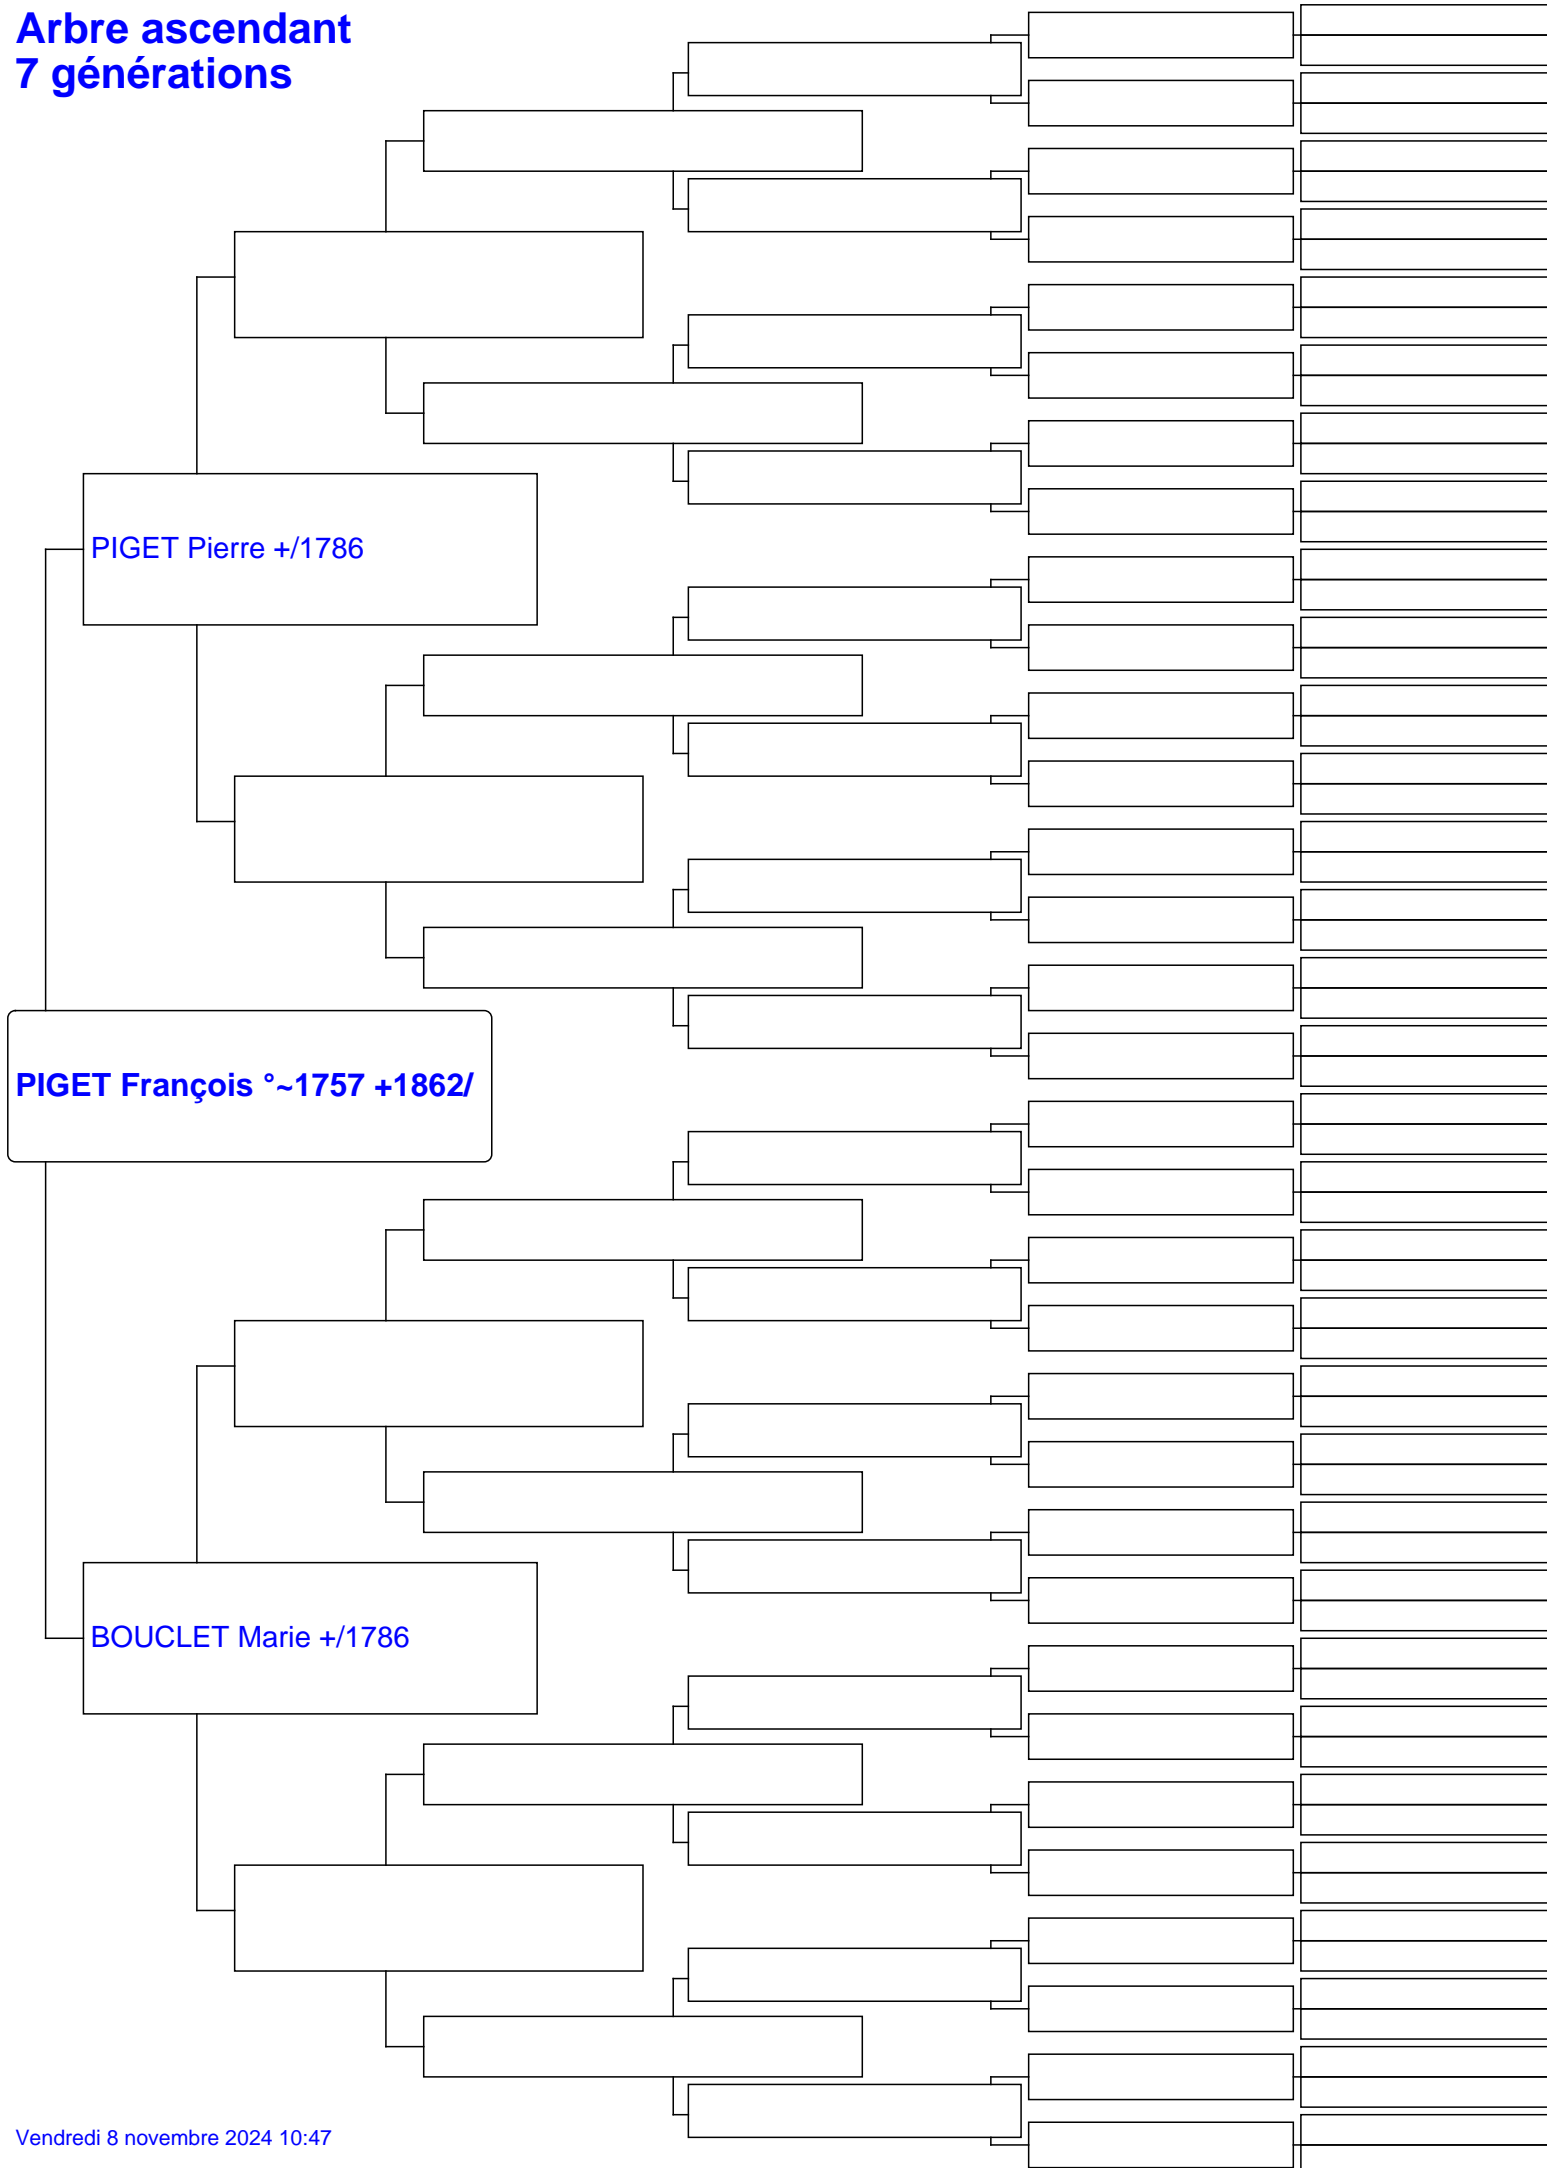 Arbre ascendant
7 générations
PIGET Pierre +/1786
PIGET François °~1757 +1862/
BOUCLET Marie +/1786
Vendredi 8 novembre 2024 10:47